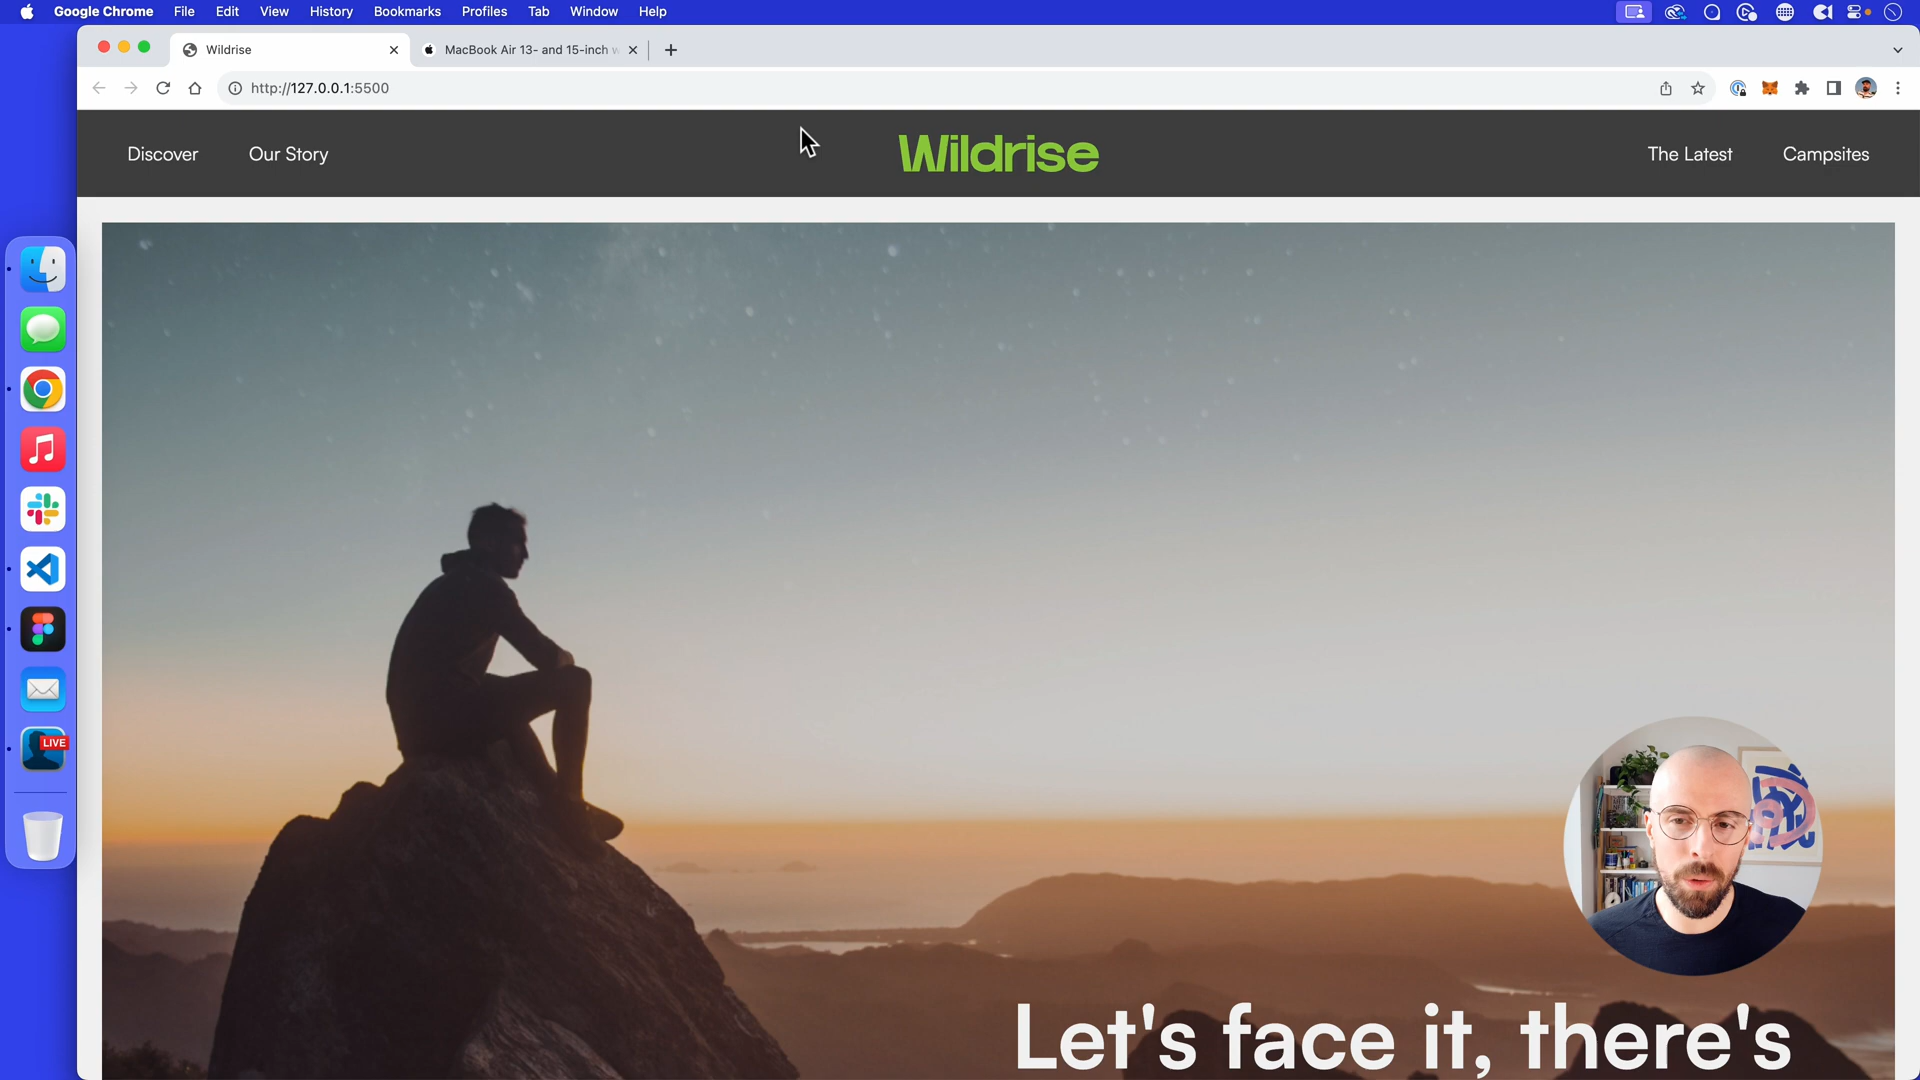 Google Chrome File Edit View History Bookmarks Profiles Tab Window Help
Wildrise
MacBook Air 13- and 15-inch w
http://127.0.0.1:5500
Discover Our Story Wildrise The Latest Campsites
LIVE
Let's face it, there's